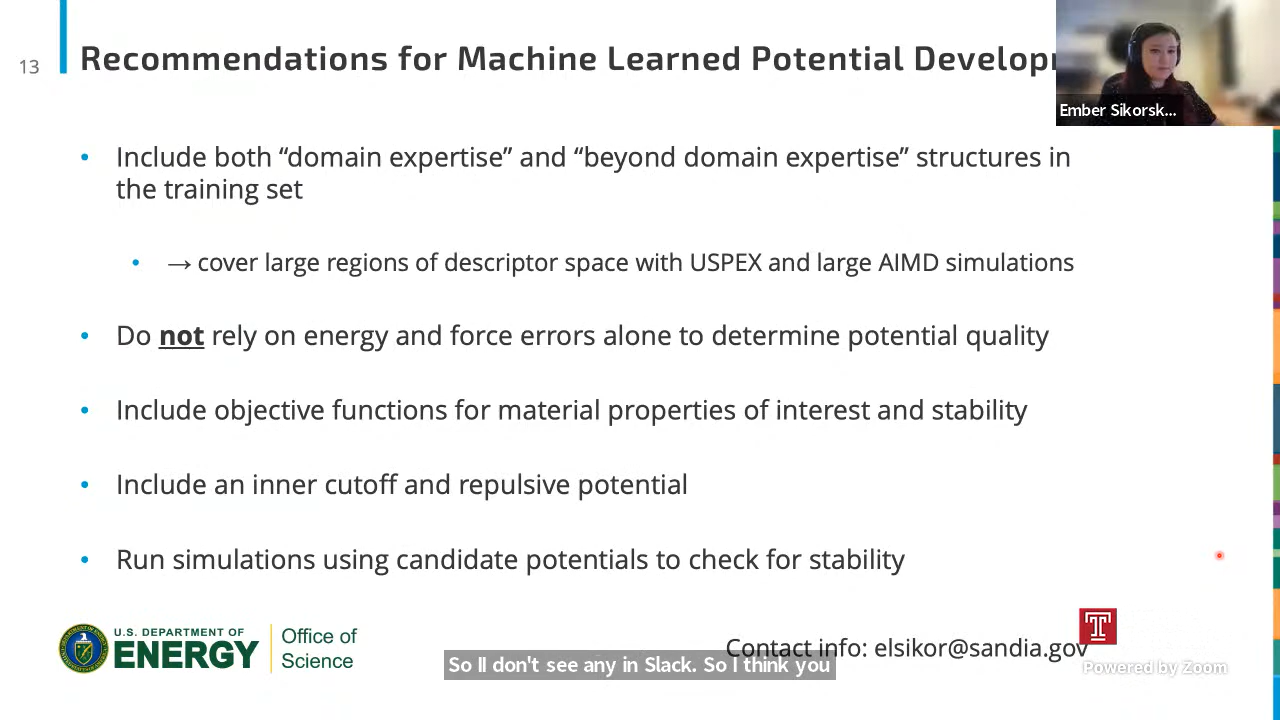 13
Recommendations for Machine Learned Potential Develop
Ember Sikorsk...
• Include both “domain expertise” and “beyond domain expertise” structures in
the training set
• → cover large regions of descriptor space with USPEX and large AIMD simulations
• Do not rely on energy and force errors alone to determine potential quality
• Include objective functions for material properties of interest and stability
• Include an inner cutoff and repulsive potential
• Run simulations using candidate potentials to check for stability
U.S. DEPARTMENT OF
ENERGY
Office of
Science
Contact info: elsikor@sandia.gov
T
So II don't see any in Slack. So I think you
Powered by Zoom